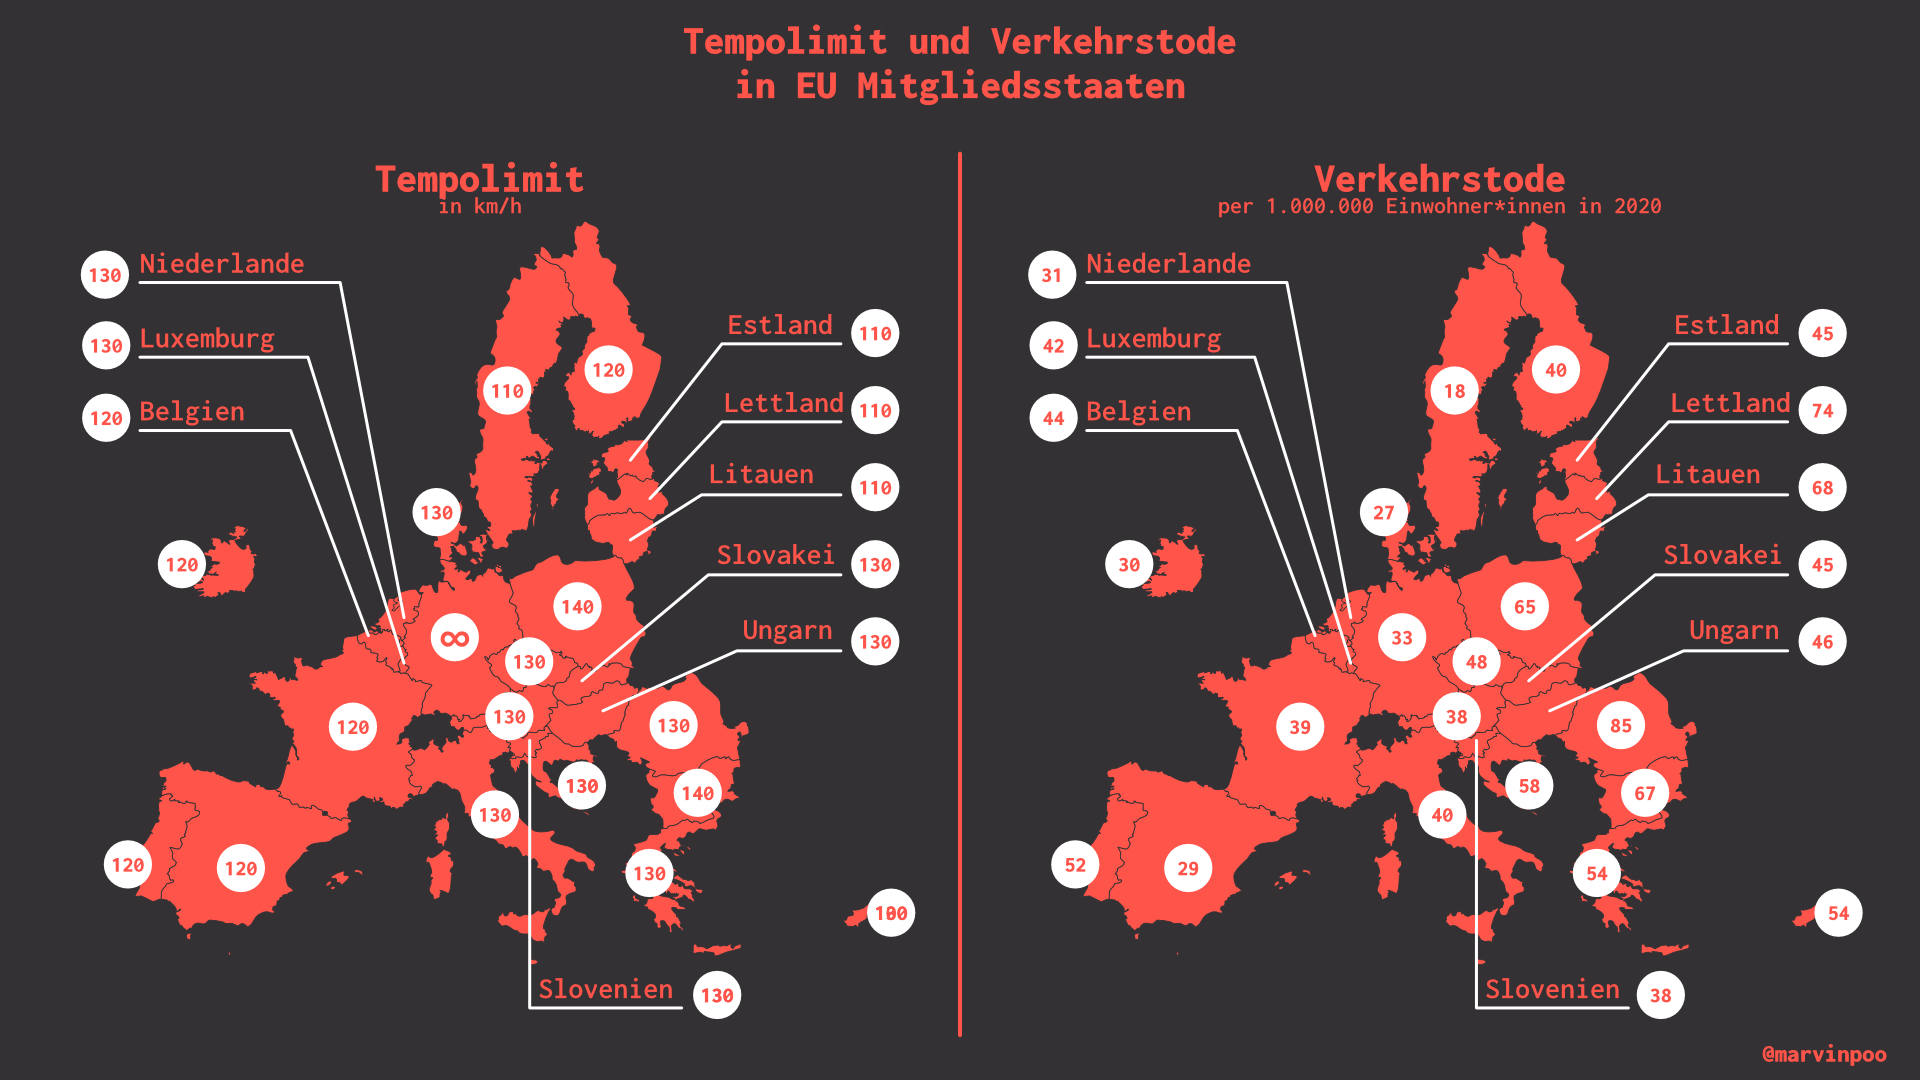 Tempolimit und Verkehrstode
in EU Mitgliedsstaaten
Tempolimit
in km/h
130 Niederlande
130 Luxemburg
120 Belgien
Estland 110
Lettland 110
Litauen 110
Slovakei 130
Ungarn 130
120
110
130
120
140
∞
130
130
120
130
130
140
130
130
120
120
130
Slovenien 130
Verkehrstode
per 1.000.000 Einwohner*innen in 2020
31 Niederlande
42 Luxemburg
44 Belgien
Estland 45
Lettland 74
Litauen 68
Slovakei 45
Ungarn 46
40
18
27
30
65
33
48
38
39
85
58
67
40
52
29
54
54
Slovenien 38
@marvinpoo